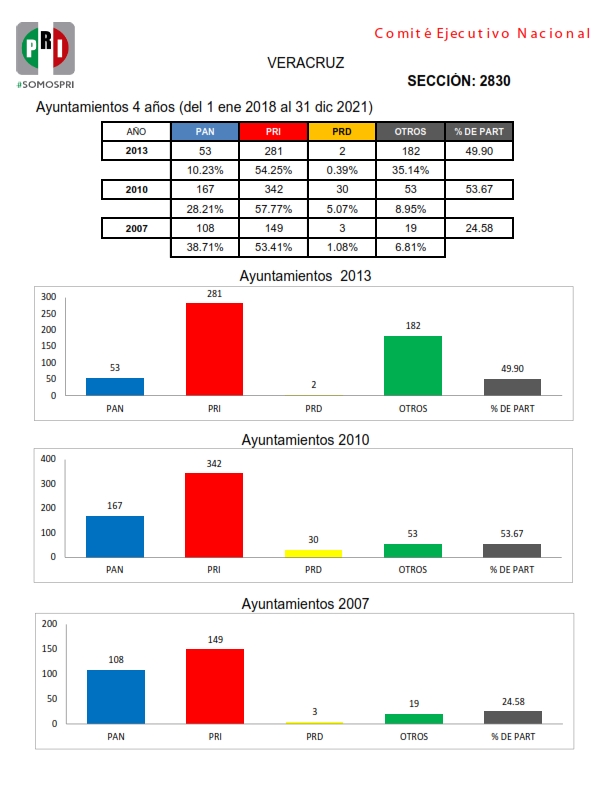 Comité Ejecutivo Nacional
PRI
#SOMOSPRI
VERACRUZ
SECCIÓN: 2830
Ayuntamientos 4 años (del 1 ene 2018 al 31 dic 2021)
AÑO PAN PRI PRD OTROS % DE PART
2013 53 281 2 182 49.90
10.23% 54.25% 0.39% 35.14%
2010 167 342 30 53 53.67
28.21% 57.77% 5.07% 8.95%
2007 108 149 3 19 24.58
38.71% 53.41% 1.08% 6.81%
Ayuntamientos 2013
300
250
200
150
100
50
0
53
281
2
182
49.90
PAN PRI PRD OTROS % DE PART
Ayuntamientos 2010
400
300
200
100
0
167
342
30
53
53.67
PAN PRI PRD OTROS % DE PART
Ayuntamientos 2007
200
150
100
50
0
108
149
3
19
24.58
PAN PRI PRD OTROS % DE PART